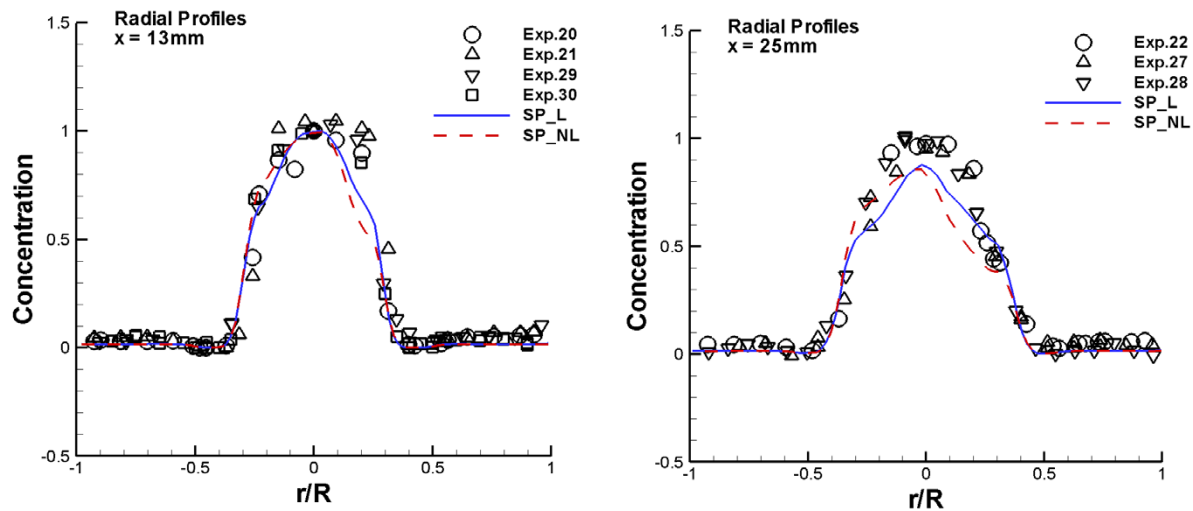 Radial Profiles
x = 13mm
Exp.20
Exp.21
Exp.29
Exp.30
SP_L
SP_NL
1.5
1
0.5
0
-0.5
Concentration
-1
-0.5
0
0.5
1
r/R
Radial Profiles
x = 25mm
Exp.22
Exp.27
Exp.28
SP_L
SP_NL
1.5
1
0.5
0
-0.5
Concentration
-1
-0.5
0
0.5
1
r/R